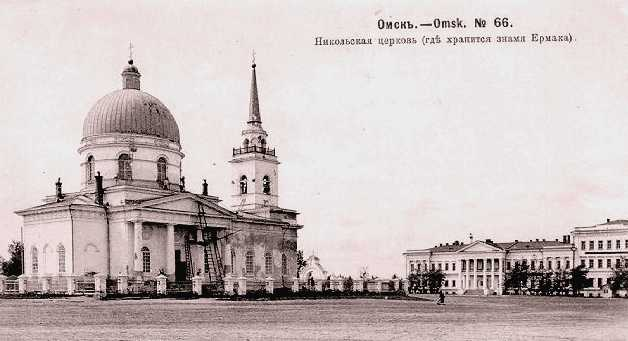 Омскъ.—Omsk. № 66.
Никольская церковь (гдѣ хранится знамя Ермака).